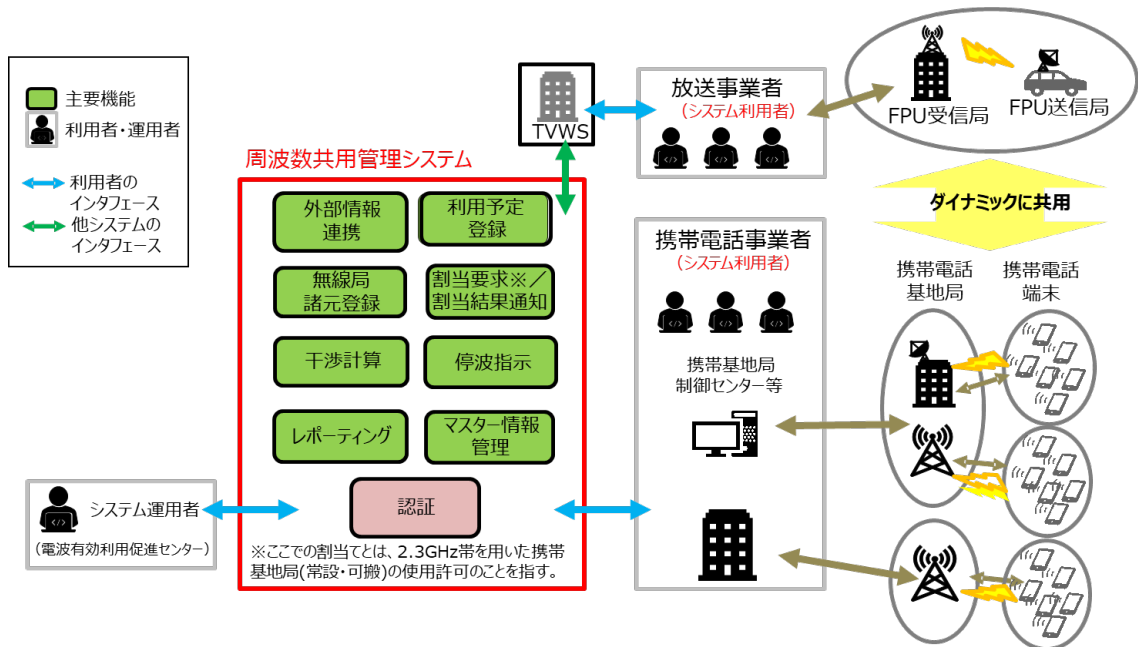 主要機能
利用者・運用者
利用者の
インタフェース
他システムの
インタフェース
TVWS
放送事業者
(システム利用者)
FPU受信局
FPU送信局
ダイナミックに共用
周波数共用管理システム
外部情報
連携
利用予定
登録
無線局
諸元登録
割当要求※／
割当結果通知
干渉計算
停波指示
レポーティング
マスター情報
管理
認証
※ここでの割当てとは、2.3GHz帯を用いた携帯
基地局(常設・可搬)の使用許可のことを指す。
システム運用者
(電波有効利用促進センター)
携帯電話事業者
(システム利用者)
携帯基地局
制御センター等
携帯電話
基地局
携帯電話
端末